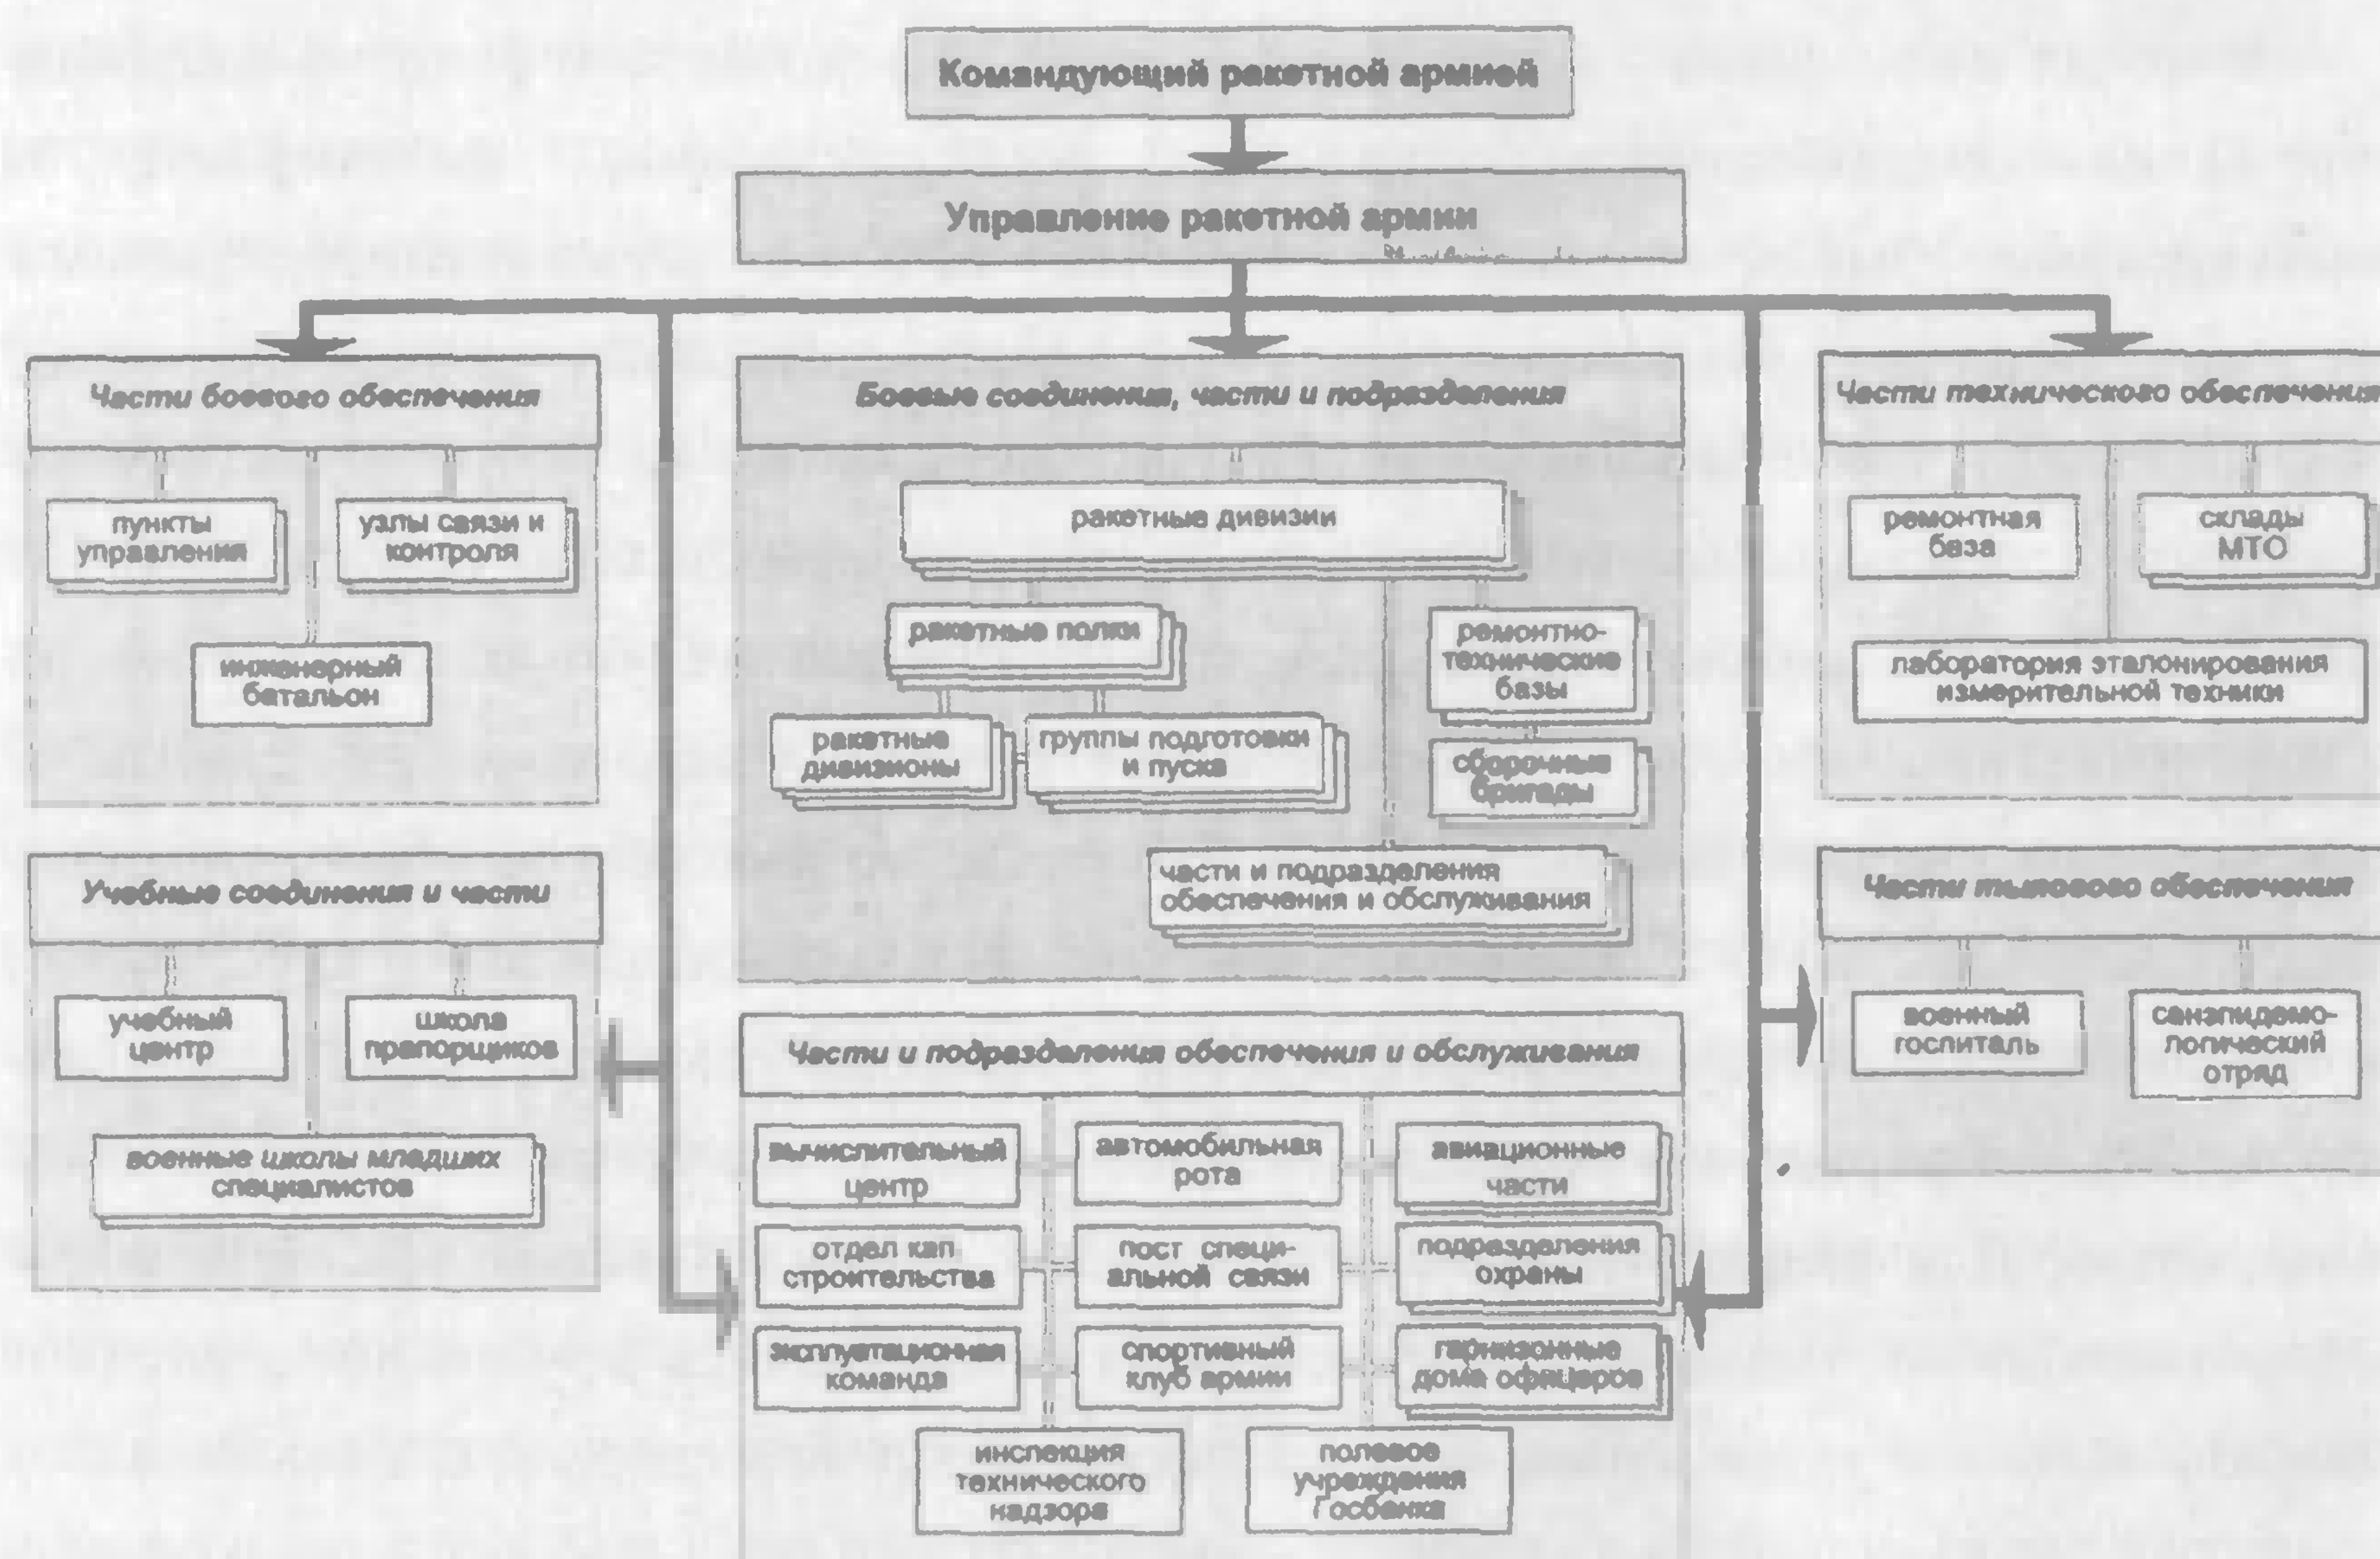 Командующий ракетной армией
Управление ракетной армии
Части боевого обеспечения
пункты
управления
узлы связи и
контроля
инженерный
батальон
Боевые соединения, части и подразделения
ракетные дивизии
ракетные полки
ремонтно-
технические
базы
ракетные
дивизионы
группы подготовки
и пуска
сборочные
бригады
части и подразделения
обеспечения и обслуживания
Части технического обеспечения
ремонтная
база
склады
МТО
лаборатория эталонирования
измерительной техники
Учебные соединения и части
учебный
центр
школа
прапорщиков
военные школы младших
специалистов
Части и подразделения обеспечения и обслуживания
вычислительный
центр
автомобильная
рота
авиационные
части
отдел кап
строительства
пост специ-
альной связи
подразделения
охраны
эксплуатационная
команда
спортивный
клуб армии
гарнизонные
дома офицеров
инспекция
технического
надзора
полевое
учреждения
Госбанка
Части тылового обеспечения
военный
госпиталь
санэпидемо-
логический
отряд